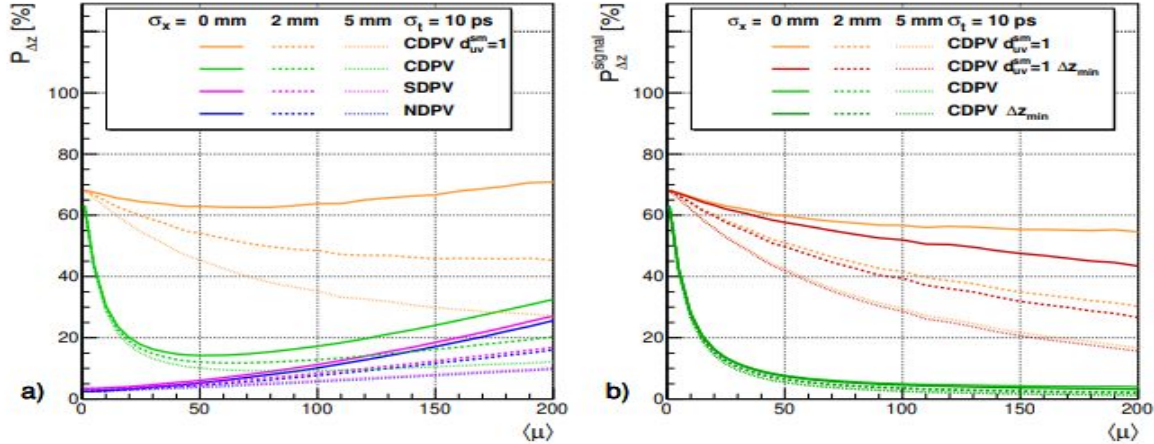 P_Δz [%]
σ_x = 0 mm 2 mm 5 mm σ_t = 10 ps
CDPV d_uv^sm=1
CDPV
SDPV
NDPV
100
80
60
40
20
0
0 50 100 150 200
⟨μ⟩
a)
P_Δz^signal [%]
σ_x = 0 mm 2 mm 5 mm σ_t = 10 ps
CDPV d_uv^sm=1
CDPV d_uv^sm=1 Δz_min
CDPV
CDPV Δz_min
100
80
60
40
20
0
0 50 100 150 200
⟨μ⟩
b)